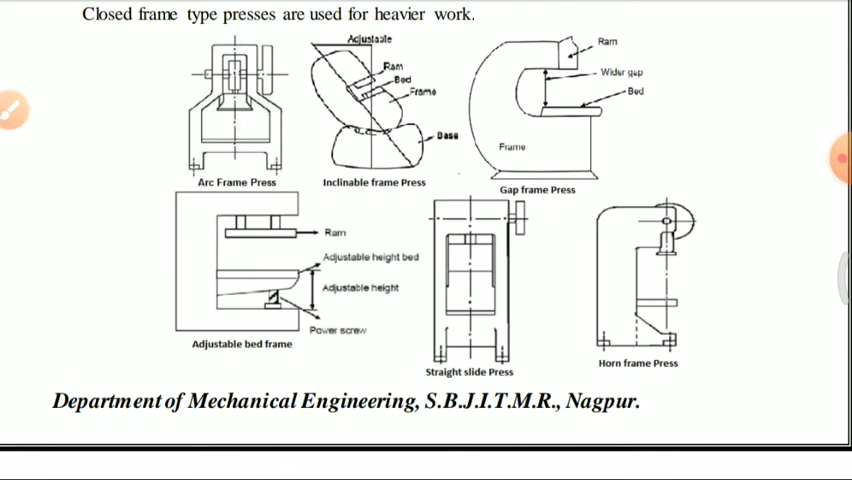 Closed frame type presses are used for heavier work.
Adjustable
Ram
Bed
Frame
Base
Ram
Wider gap
Bed
Frame
Arc Frame Press
Inclinable frame Press
Gap frame Press
Ram
Adjustable height bed
Adjustable height
Power screw
Adjustable bed frame
Straight slide Press
Horn frame Press
Department of Mechanical Engineering, S.B.J.I.T.M.R., Nagpur.